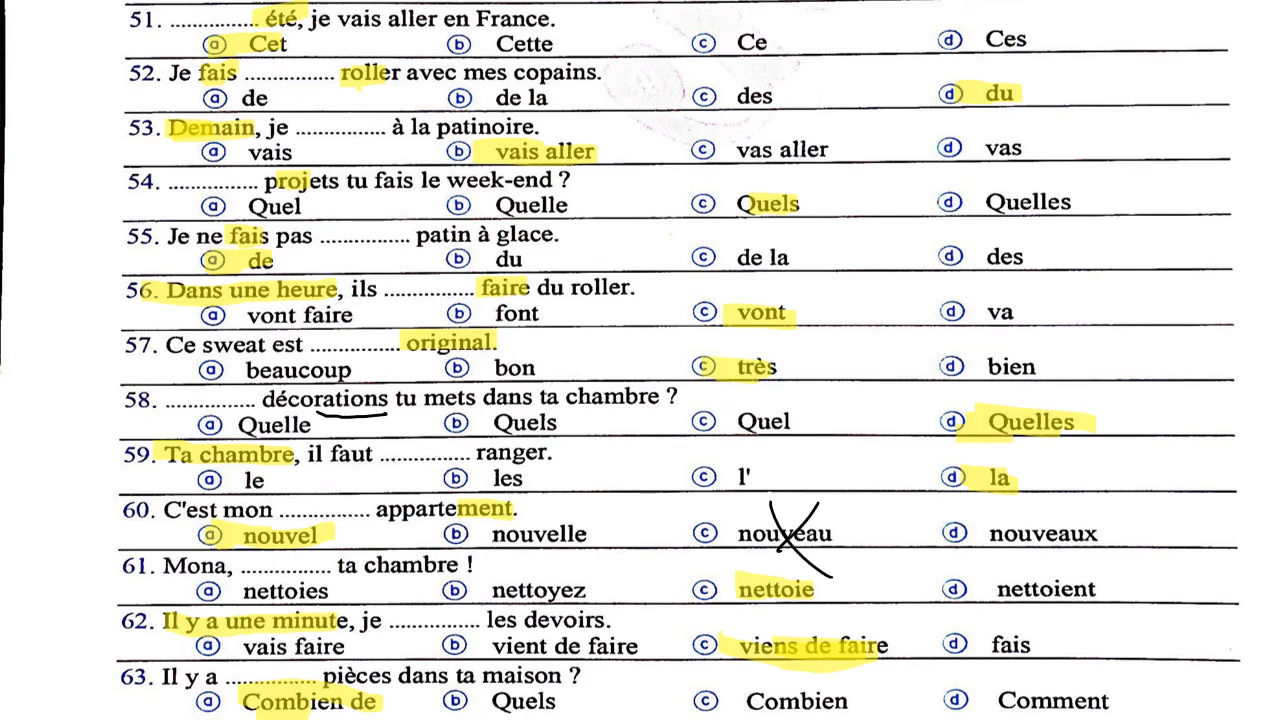 51. ................ été, je vais aller en France.
a Cet b Cette c Ce d Ces
52. Je fais ................ roller avec mes copains.
a de b de la c des d du
53. Demain, je ................ à la patinoire.
a vais b vais aller c vas aller d vas
54. ................ projets tu fais le week-end ?
a Quel b Quelle c Quels d Quelles
55. Je ne fais pas ................ patin à glace.
a de b du c de la d des
56. Dans une heure, ils ................ faire du roller.
a vont faire b font c vont d va
57. Ce sweat est ................ original.
a beaucoup b bon c très d bien
58. ................ décorations tu mets dans ta chambre ?
a Quelle b Quels c Quel d Quelles
59. Ta chambre, il faut ................ ranger.
a le b les c l' d la
60. C'est mon ................ appartement.
a nouvel b nouvelle c nouveau d nouveaux
61. Mona, ................ ta chambre !
a nettoies b nettoyez c nettoie d nettoient
62. Il y a une minute, je ................ les devoirs.
a vais faire b vient de faire c viens de faire d fais
63. Il y a ................ pièces dans ta maison ?
a Combien de b Quels c Combien d Comment